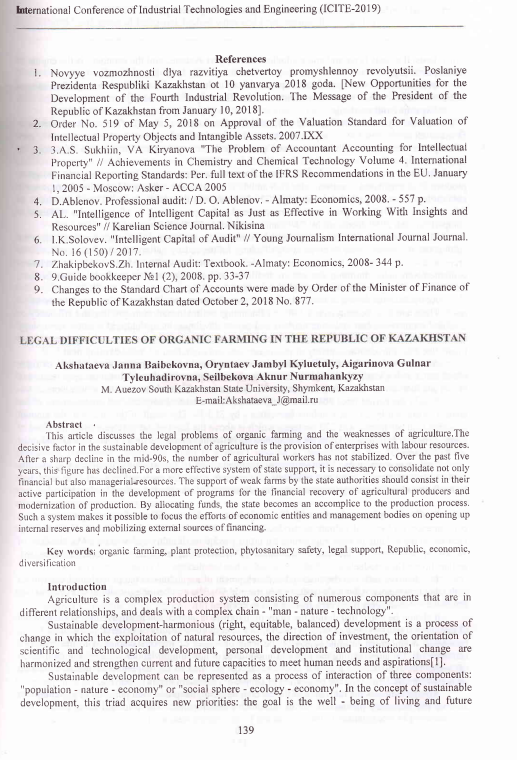 International Conference of Industrial Technologies and Engineering (ICITE-2019)
References
1. Novyye vozmozhnosti dlya razvitiya chetvertoy promyshlennoy revolyutsii. Poslaniye
Prezidenta Respubliki Kazakhstan ot 10 yanvarya 2018 goda. [New Opportunities for the
Development of the Fourth Industrial Revolution. The Message of the President of the
Republic of Kazakhstan from January 10, 2018].
2. Order No. 519 of May 5, 2018 on Approval of the Valuation Standard for Valuation of
Intellectual Property Objects and Intangible Assets. 2007.IXX
3. 3.A.S. Sukhiin, VA Kiryanova "The Problem of Accountant Accounting for Intellectual
Property" // Achievements in Chemistry and Chemical Technology Volume 4. International
Financial Reporting Standards: Per. full text of the IFRS Recommendations in the EU. January
1, 2005 - Moscow: Asker - ACCA 2005
4. D.Ablenov. Professional audit: / D. O. Ablenov. - Almaty: Economics, 2008. - 557 p.
5. AL. "Intelligence of Intelligent Capital as Just as Effective in Working With Insights and
Resources" // Karelian Science Journal. Nikisina
6. I.K.Solovev. "Intelligent Capital of Audit" // Young Journalism International Journal Journal.
No. 16 (150) / 2017.
7. ZhakipbekovS.Zh. Internal Audit: Textbook. -Almaty: Economics, 2008- 344 p.
8. 9.Guide bookkeeper №1 (2), 2008. pp. 33-37
9. Changes to the Standard Chart of Accounts were made by Order of the Minister of Finance of
the Republic of Kazakhstan dated October 2, 2018 No. 877.
LEGAL DIFFICULTIES OF ORGANIC FARMING IN THE REPUBLIC OF KAZAKHSTAN
Akshataeva Janna Baibekovna, Oryntaev Jambyl Kyluetuly, Aigarinova Gulnar
Tyleuhadirovna, Seilbekova Aknur Nurmahankyzy
M. Auezov South Kazakhstan State University, Shymkent, Kazakhstan
E-mail:Akshataeva_J@mail.ru
Abstract
This article discusses the legal problems of organic farming and the weaknesses of agriculture.The
decisive factor in the sustainable development of agriculture is the provision of enterprises with labour resources.
After a sharp decline in the mid-90s, the number of agricultural workers has not stabilized. Over the past five
years, this figure has declined.For a more effective system of state support, it is necessary to consolidate not only
financial but also managerial resources. The support of weak farms by the state authorities should consist in their
active participation in the development of programs for the financial recovery of agricultural producers and
modernization of production. By allocating funds, the state becomes an accomplice to the production process.
Such a system makes it possible to focus the efforts of economic entities and management bodies on opening up
internal reserves and mobilizing external sources of financing.
Key words: organic farming, plant protection, phytosanitary safety, legal support, Republic, economic,
diversification
Introduction
Agriculture is a complex production system consisting of numerous components that are in
different relationships, and deals with a complex chain - "man - nature - technology".
Sustainable development-harmonious (right, equitable, balanced) development is a process of
change in which the exploitation of natural resources, the direction of investment, the orientation of
scientific and technological development, personal development and institutional change are
harmonized and strengthen current and future capacities to meet human needs and aspirations[1].
Sustainable development can be represented as a process of interaction of three components:
"population - nature - economy" or "social sphere - ecology - economy". In the concept of sustainable
development, this triad acquires new priorities: the goal is the well - being of living and future
139